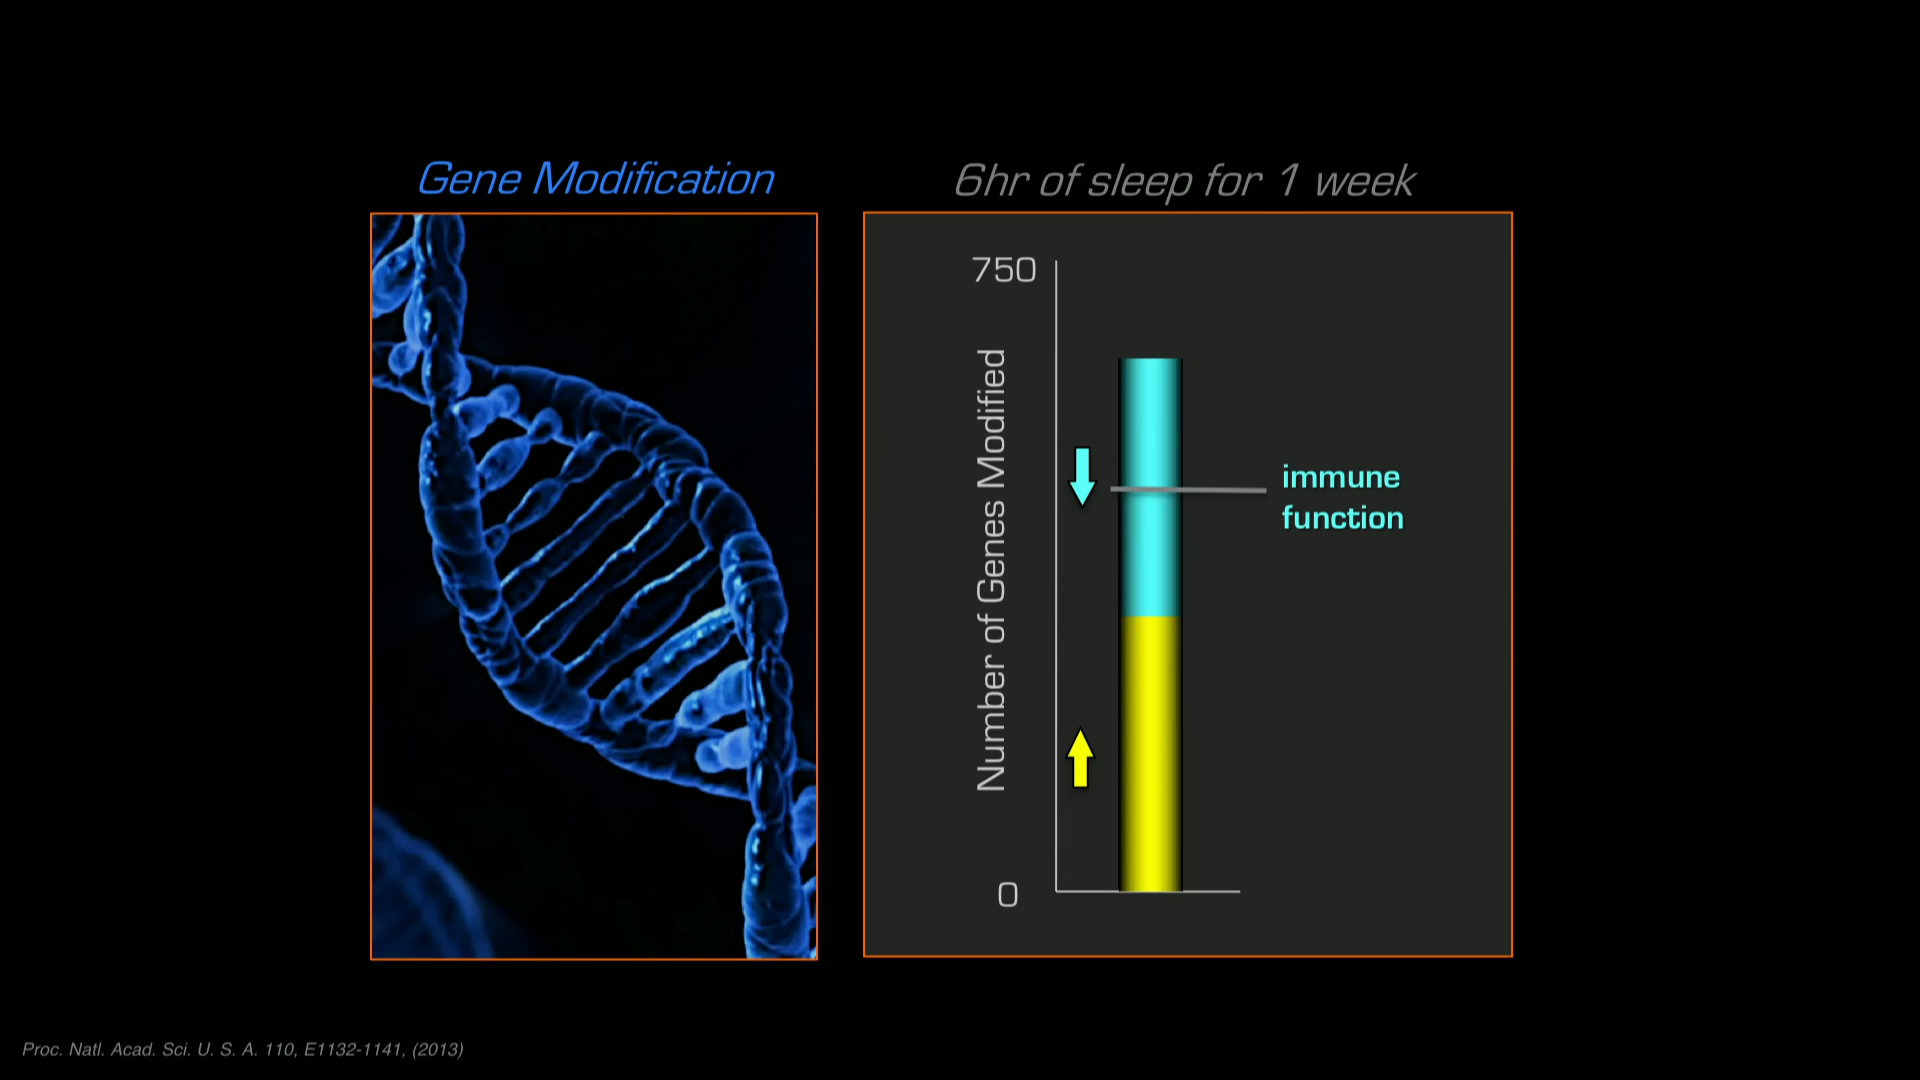 Gene Modification
6hr of sleep for 1 week
750
Number of Genes Modified
immune
function
0
Proc. Natl. Acad. Sci. U. S. A. 110, E1132-1141, (2013)